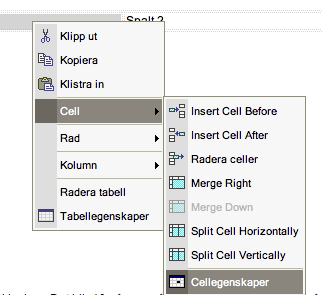 Spalt 2
Klipp ut
Kopiera
Klistra in
Cell
Rad
Kolumn
Radera tabell
Tabellegenskaper
Insert Cell Before
Insert Cell After
Radera celler
Merge Right
Merge Down
Split Cell Horizontally
Split Cell Vertically
Cellegenskaper